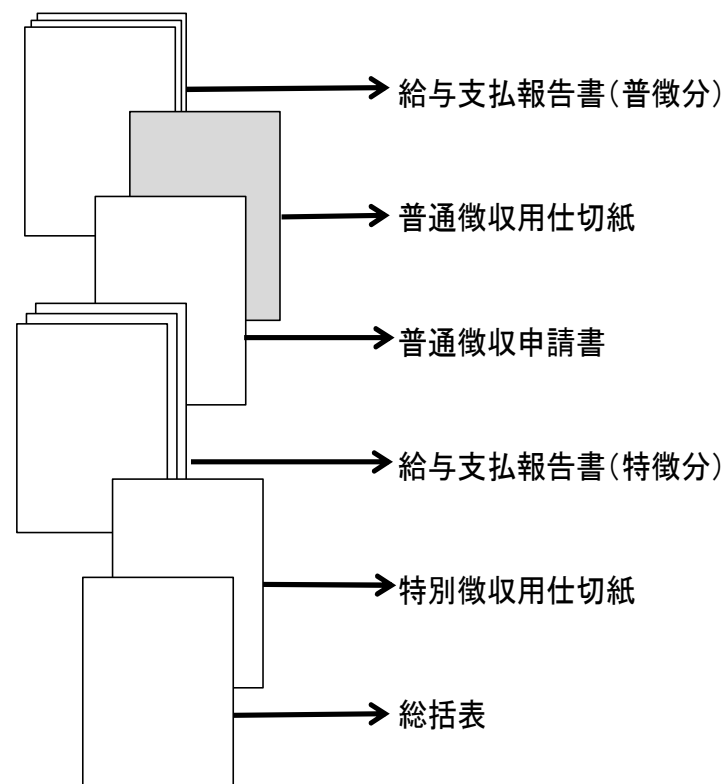 給与支払報告書（普徴分）
普通徴収用仕切紙
普通徴収申請書
給与支払報告書（特徴分）
特別徴収用仕切紙
総括表